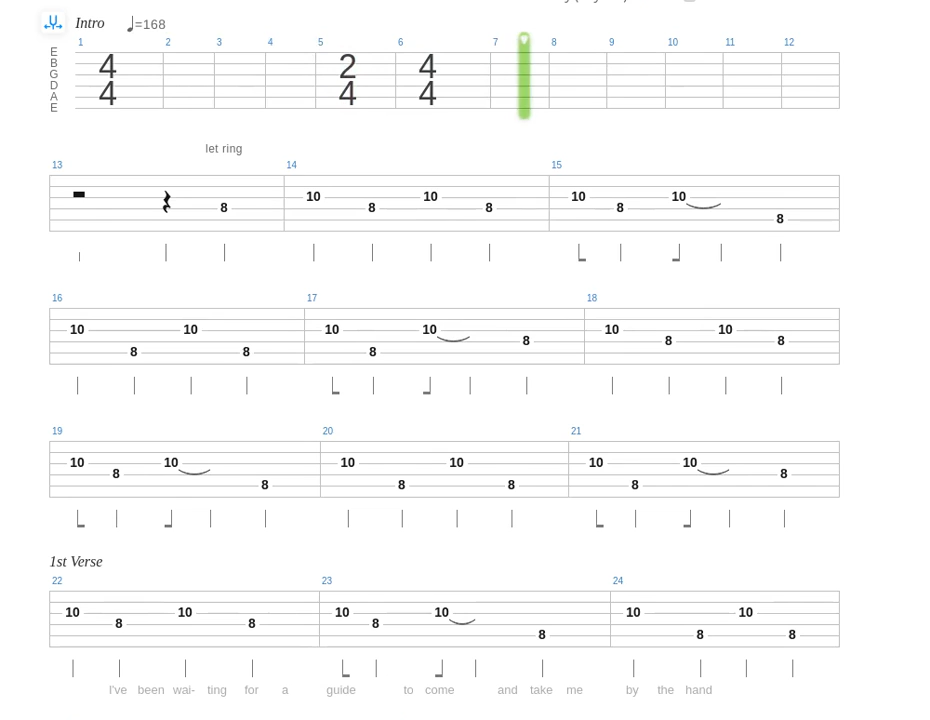 Intro ♩=168
1 2 3 4 5 6 7 8 9 10 11 12
E
B
G
D
A
E
4 4 2 4 4 4
let ring
13 14 15
8 10 8 10 8 10 8 10 8
16 17 18
10 8 10 8 10 8 10 8 10 8 10 8
19 20 21
10 8 10 8 10 8 10 8 10 8 10 8
1st Verse
22 23 24
10 8 10 8 10 8 10 8 10 8 10 8
I've been wai- ting for a guide to come and take me by the hand